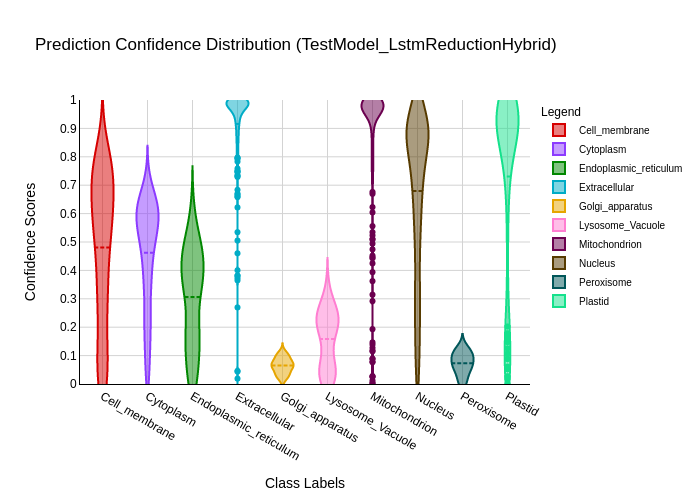 Prediction Confidence Distribution (TestModel_LstmReductionHybrid)
Legend
Cell_membrane
Cytoplasm
Endoplasmic_reticulum
Extracellular
Golgi_apparatus
Lysosome_Vacuole
Mitochondrion
Nucleus
Peroxisome
Plastid
Confidence Scores
1
0.9
0.8
0.7
0.6
0.5
0.4
0.3
0.2
0.1
0
Cell_membrane
Cytoplasm
Endoplasmic_reticulum
Extracellular
Golgi_apparatus
Lysosome_Vacuole
Mitochondrion
Nucleus
Peroxisome
Plastid
Class Labels